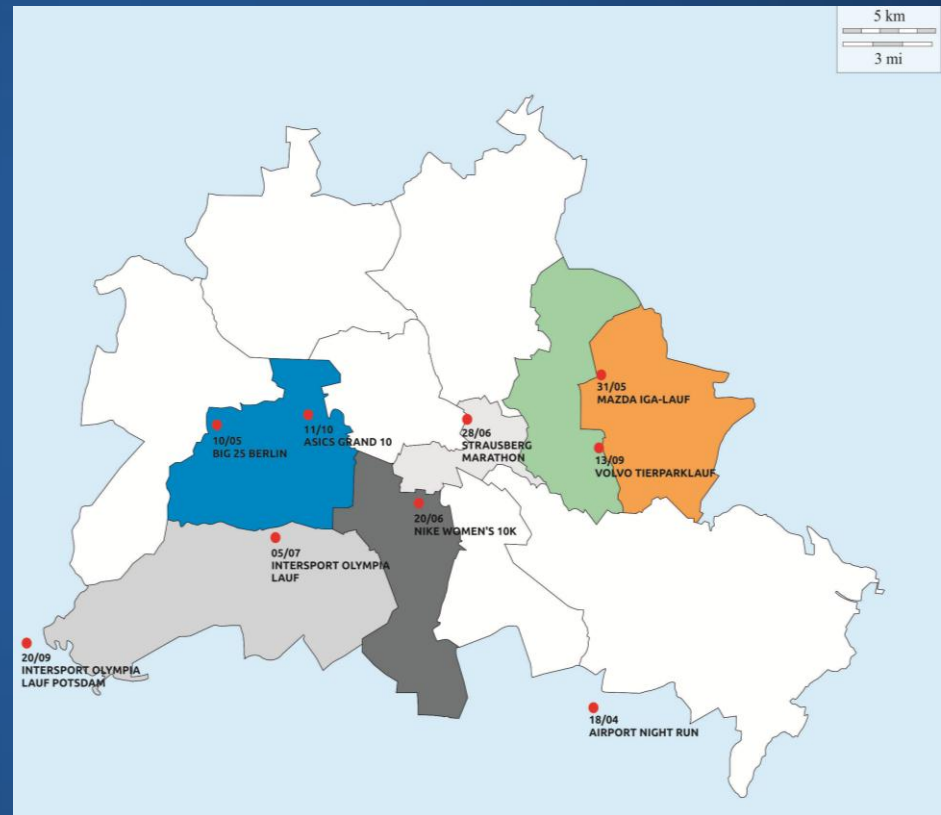 5 km
3 mi
31/05
MAZDA IGA-LAUF
11/10
ASICS GRAND 10
10/05
BIG 25 BERLIN
28/06
STRAUSBERG
MARATHON
13/09
VOLVO TIERPARKLAUF
20/06
NIKE WOMEN'S 10K
05/07
INTERSPORT OLYMPIA
LAUF
20/09
INTERSPORT OLYMPIA
LAUF POTSDAM
18/04
AIRPORT NIGHT RUN